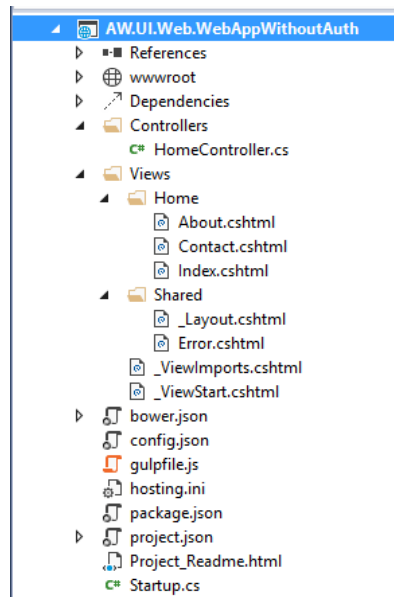 AW.UI.Web.WebAppWithoutAuth
References
wwwroot
Dependencies
Controllers
C# HomeController.cs
Views
Home
About.cshtml
Contact.cshtml
Index.cshtml
Shared
_Layout.cshtml
Error.cshtml
_ViewImports.cshtml
_ViewStart.cshtml
bower.json
config.json
gulpfile.js
hosting.ini
package.json
project.json
Project_Readme.html
C# Startup.cs